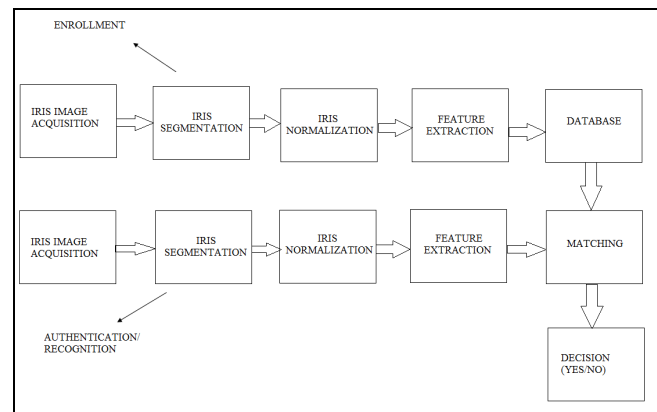 ENROLLMENT
IRIS IMAGE
ACQUISITION
IRIS
SEGMENTATION
IRIS
NORMALIZATION
FEATURE
EXTRACTION
DATABASE
IRIS IMAGE
ACQUISITION
IRIS
SEGMENTATION
IRIS
NORMALIZATION
FEATURE
EXTRACTION
MATCHING
AUTHENTICATION/
RECOGNITION
DECISION
(YES/NO)